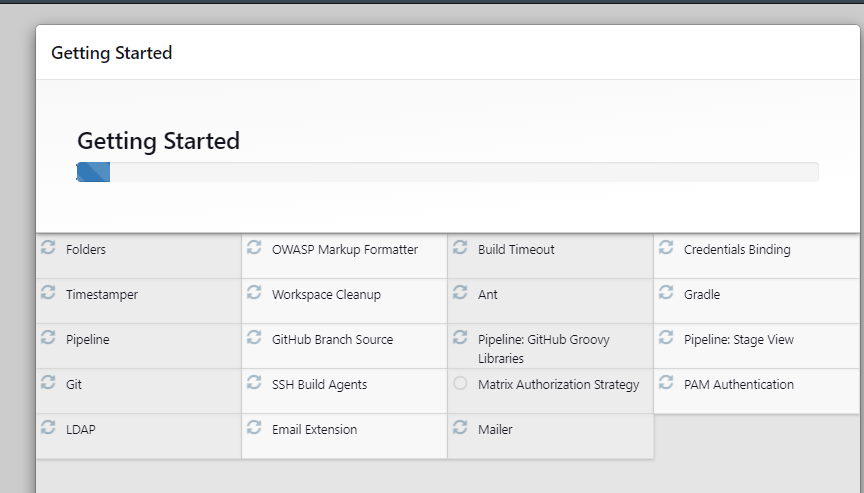 Getting Started
Getting Started
Folders
OWASP Markup Formatter
Build Timeout
Credentials Binding
Timestamper
Workspace Cleanup
Ant
Gradle
Pipeline
GitHub Branch Source
Pipeline: GitHub Groovy
Libraries
Pipeline: Stage View
Git
SSH Build Agents
Matrix Authorization Strategy
PAM Authentication
LDAP
Email Extension
Mailer